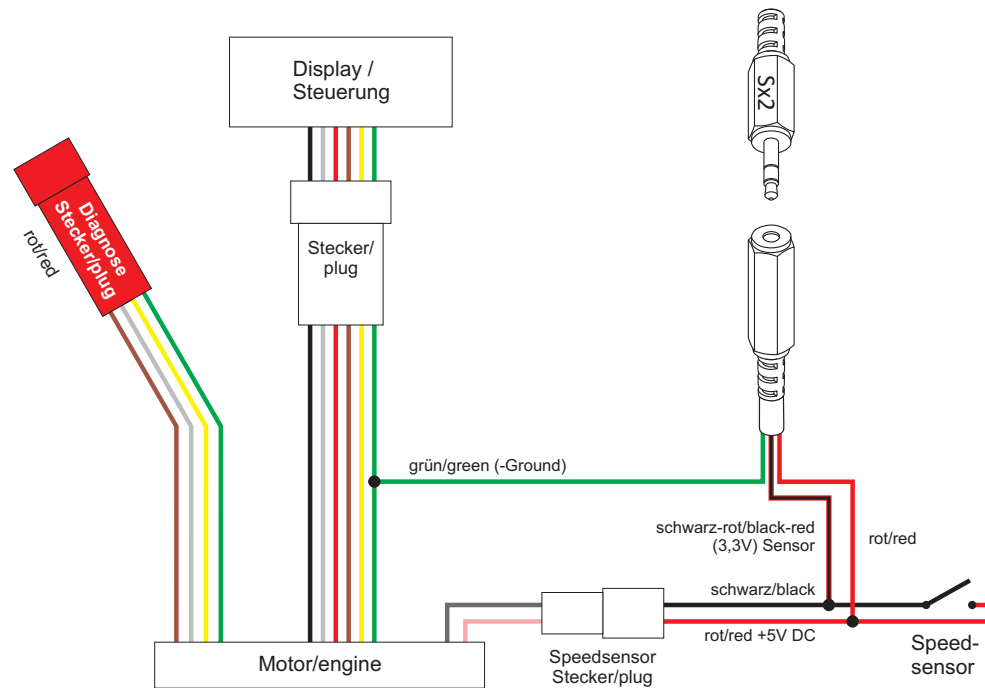 Display /
Steuerung
Sx2
Diagnose
Stecker/plug
rot/red
Stecker/
plug
grün/green (-Ground)
schwarz-rot/black-red
(3,3V) Sensor
rot/red
schwarz/black
rot/red +5V DC
Speed-
sensor
Motor/engine
Speedsensor
Stecker/plug